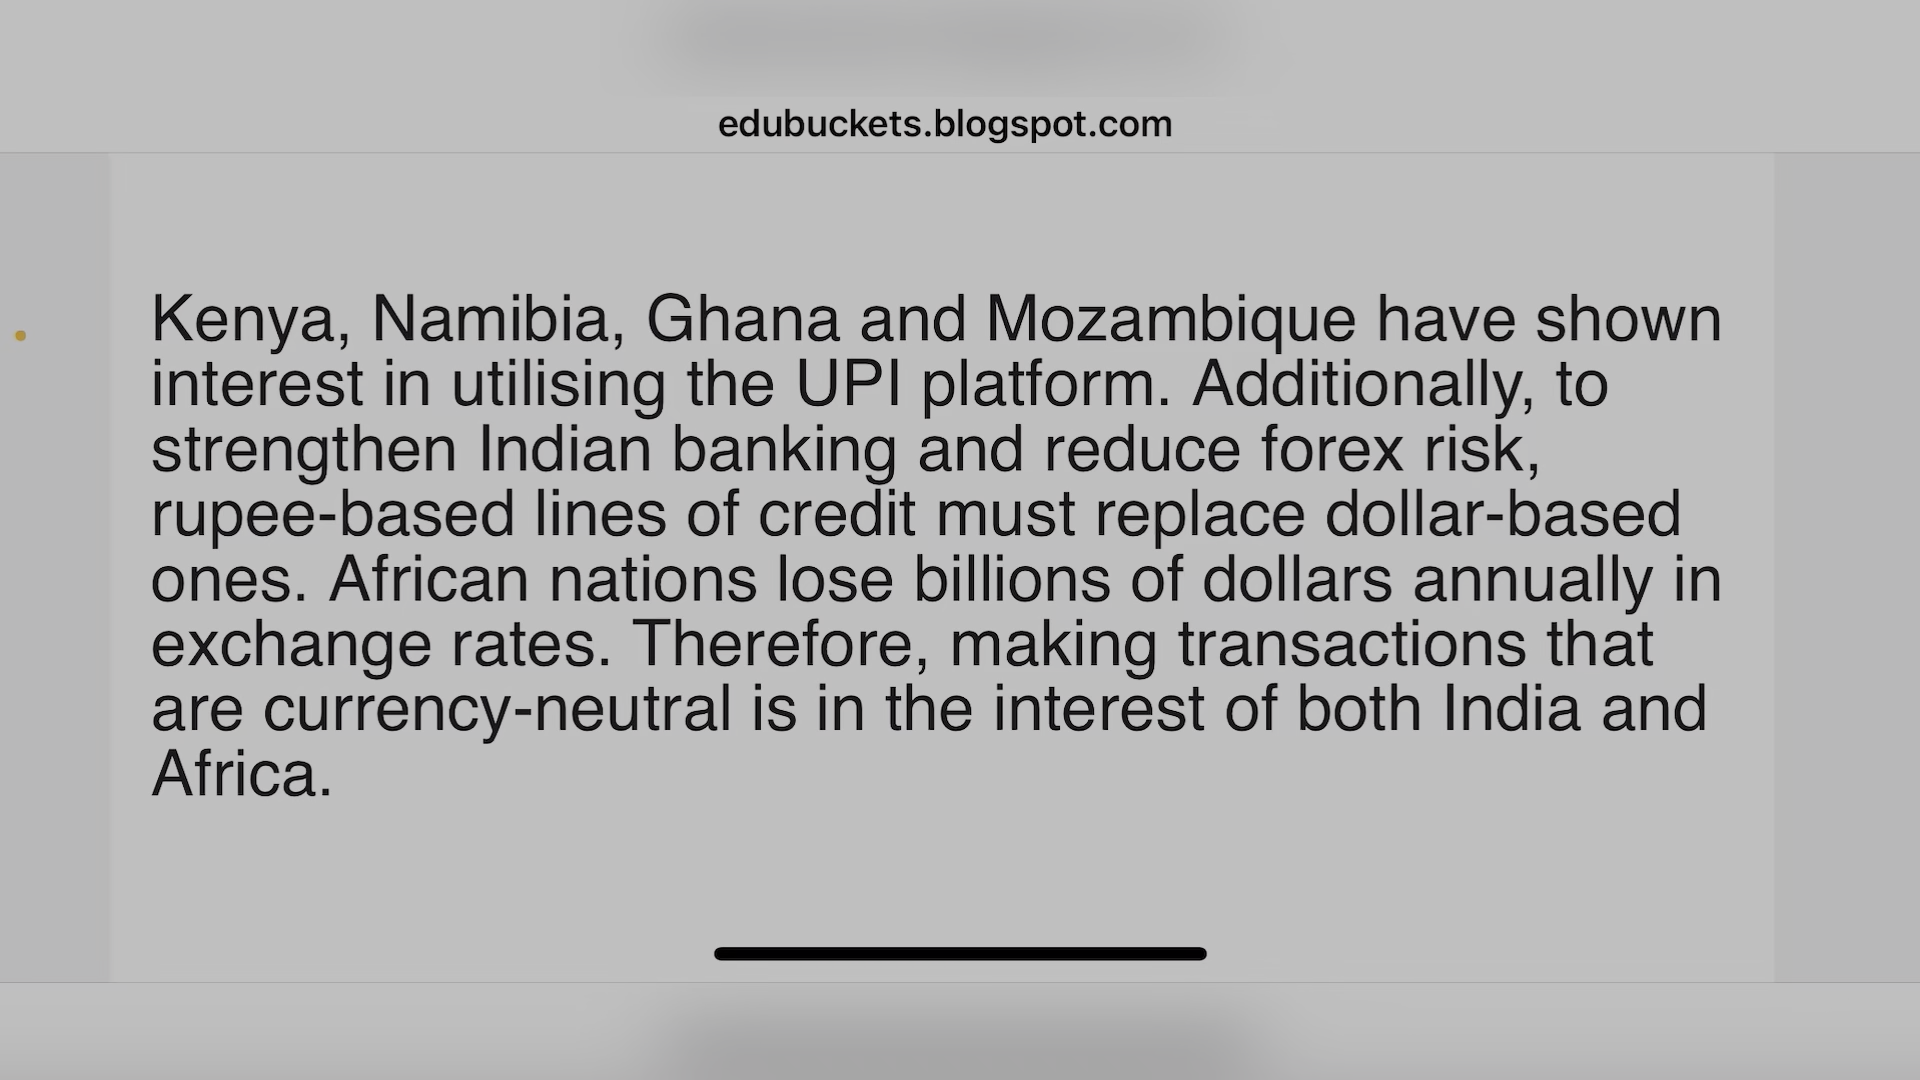 edubuckets.blogspot.com
Kenya, Namibia, Ghana and Mozambique have shown
interest in utilising the UPI platform. Additionally, to
strengthen Indian banking and reduce forex risk,
rupee-based lines of credit must replace dollar-based
ones. African nations lose billions of dollars annually in
exchange rates. Therefore, making transactions that
are currency-neutral is in the interest of both India and
Africa.